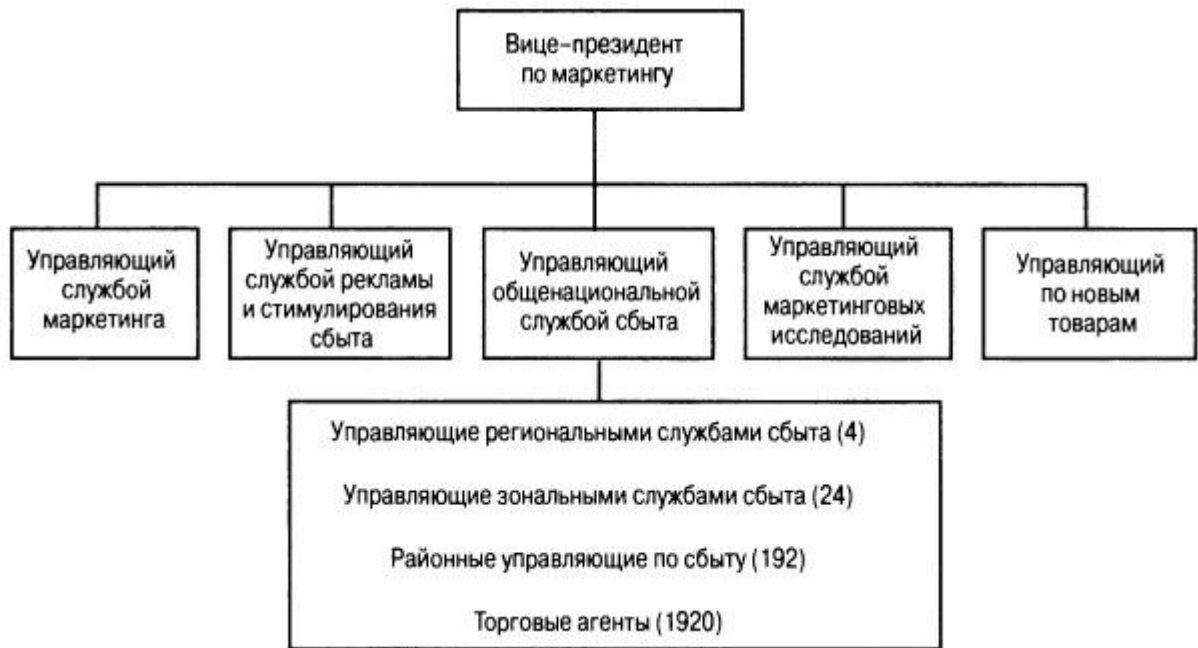 Вице-президент
по маркетингу
Управляющий
службой
маркетинга
Управляющий
службой рекламы
и стимулирования
сбыта
Управляющий
общенациональной
службой сбыта
Управляющий
службой
маркетинговых
исследований
Управляющий
по новым
товарам
Управляющие региональными службами сбыта (4)
Управляющие зональными службами сбыта (24)
Районные управляющие по сбыту (192)
Торговые агенты (1920)